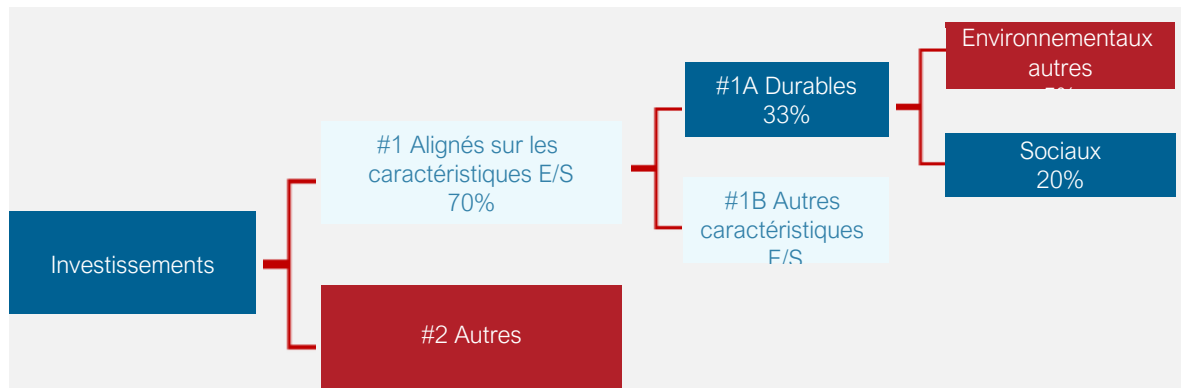 Environnementaux
autres
#1A Durables
33%
#1 Alignés sur les
caractéristiques E/S
70%
Sociaux
20%
#1B Autres
caractéristiques
E/S
Investissements
#2 Autres